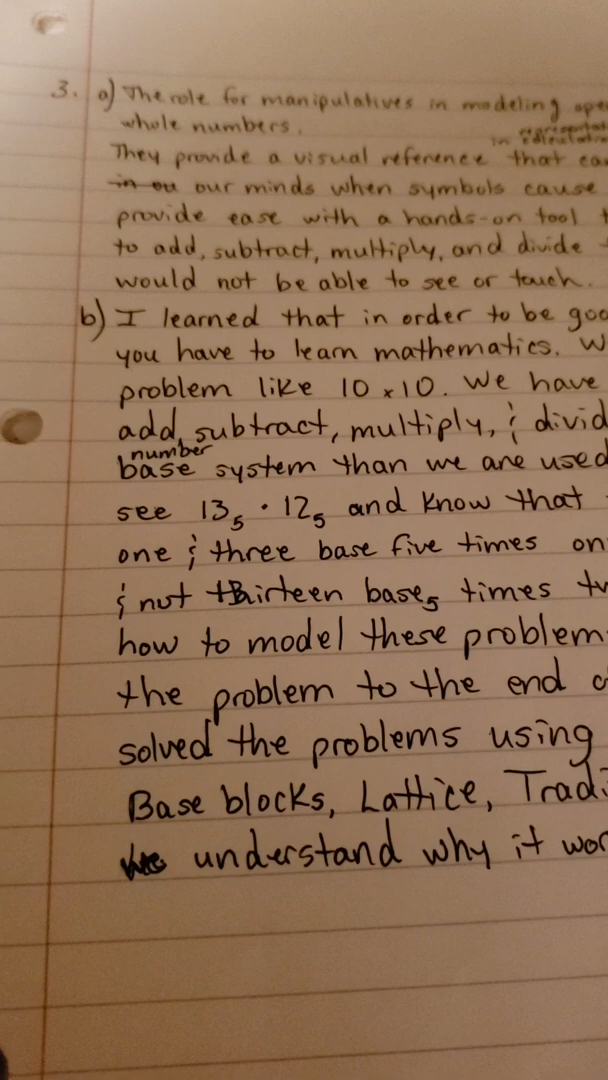 3. a) The role for manipulatives in modeling ope
whole numbers.
in
They provide a visual reference that ca
our minds when symbols cause
provide ease with a hands-on tool t
to add, subtract, multiply, and divide
would not be able to see or touch.
b) I learned that in order to be goo
you have to learn mathematics. W
problem like 10 x 10. We have
add, subtract, multiply, & divid
number
base system than we are used
see 13₅ · 12₅ and know that
one & three base five times on
& not thirteen base₅ times tw
how to model these problem
the problem to the end o
solved the problems using
Base blocks, Lattice, Tradi
understand why it wor